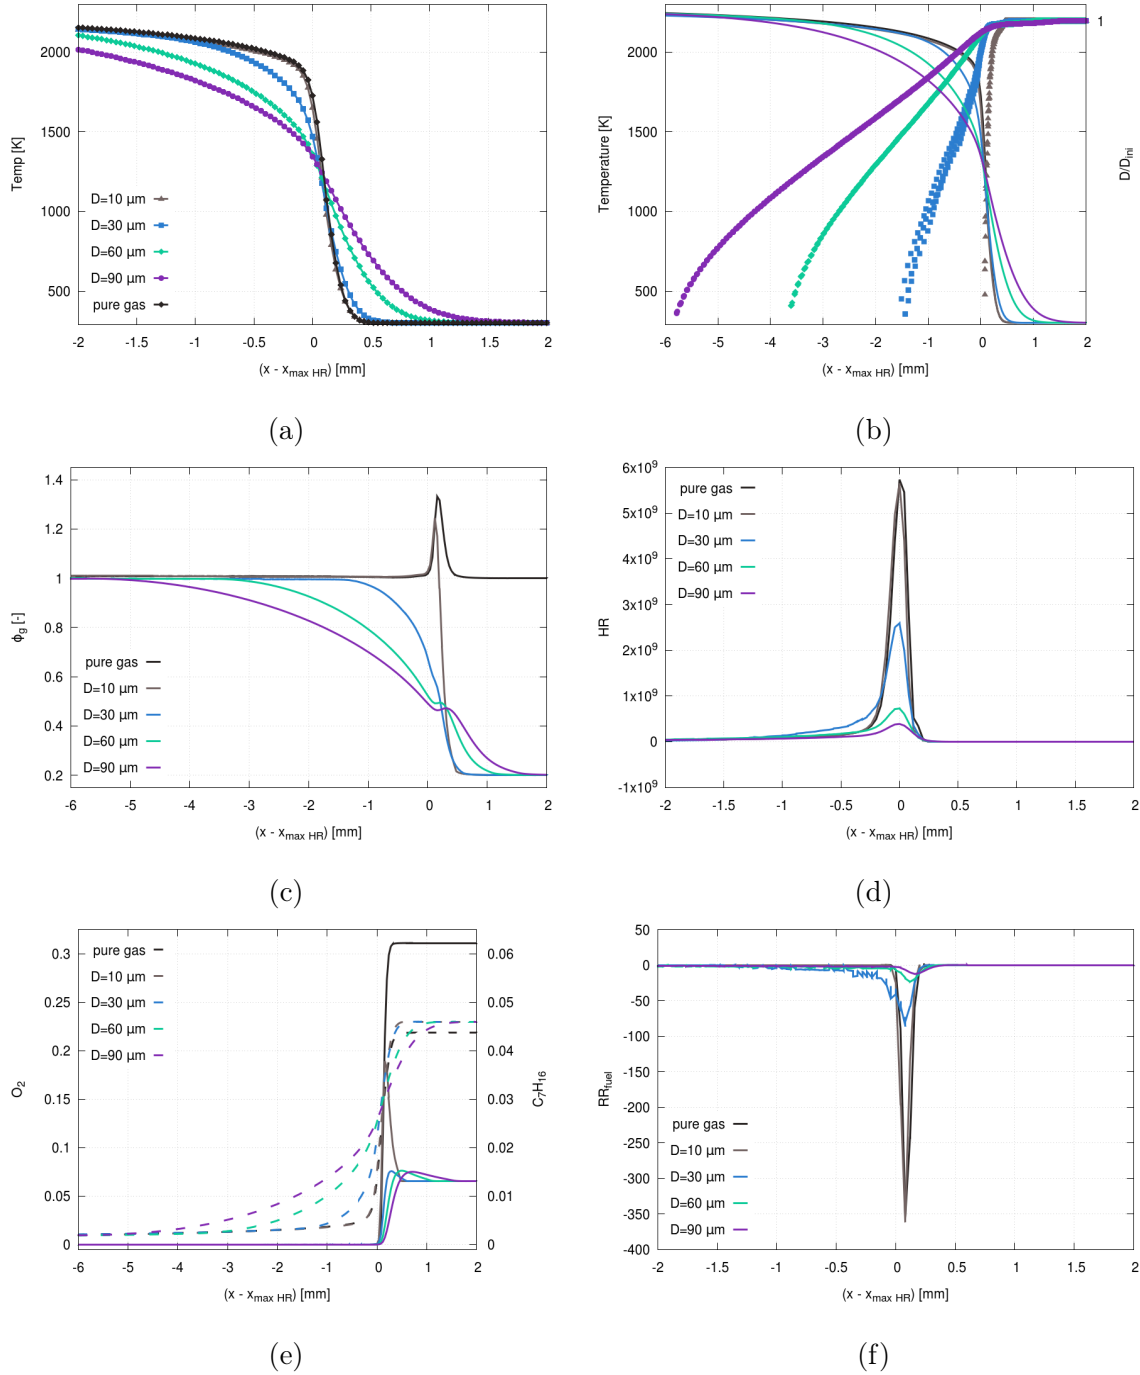 Temp [K]
2000
1500
1000
500
D=10 μm
D=30 μm
D=60 μm
D=90 μm
pure gas
-2 -1.5 -1 -0.5 0 0.5 1 1.5 2
(x - xmax HR) [mm]
(a)
Temperature [K]
2000
1500
1000
500
1
D/Dini
-6 -5 -4 -3 -2 -1 0 1 2
(x - xmax HR) [mm]
(b)
ϕg [-]
1.4
1.2
1
0.8
0.6
0.4
0.2
pure gas
D=10 μm
D=30 μm
D=60 μm
D=90 μm
-6 -5 -4 -3 -2 -1 0 1 2
(x - xmax HR) [mm]
(c)
HR
6x10⁹
5x10⁹
4x10⁹
3x10⁹
2x10⁹
1x10⁹
0
-1x10⁹
pure gas
D=10 μm
D=30 μm
D=60 μm
D=90 μm
-2 -1.5 -1 -0.5 0 0.5 1 1.5 2
(x - xmax HR) [mm]
(d)
O₂
0.3
0.25
0.2
0.15
0.1
0.05
0
pure gas
D=10 μm
D=30 μm
D=60 μm
D=90 μm
0.06
0.05
0.04
0.03
0.02
0.01
0
C₇H₁₆
-6 -5 -4 -3 -2 -1 0 1 2
(x - xmax HR) [mm]
(e)
RRfuel
50
0
-50
-100
-150
-200
-250
-300
-350
-400
pure gas
D=10 μm
D=30 μm
D=60 μm
D=90 μm
-2 -1.5 -1 -0.5 0 0.5 1 1.5 2
(x - xmax HR) [mm]
(f)